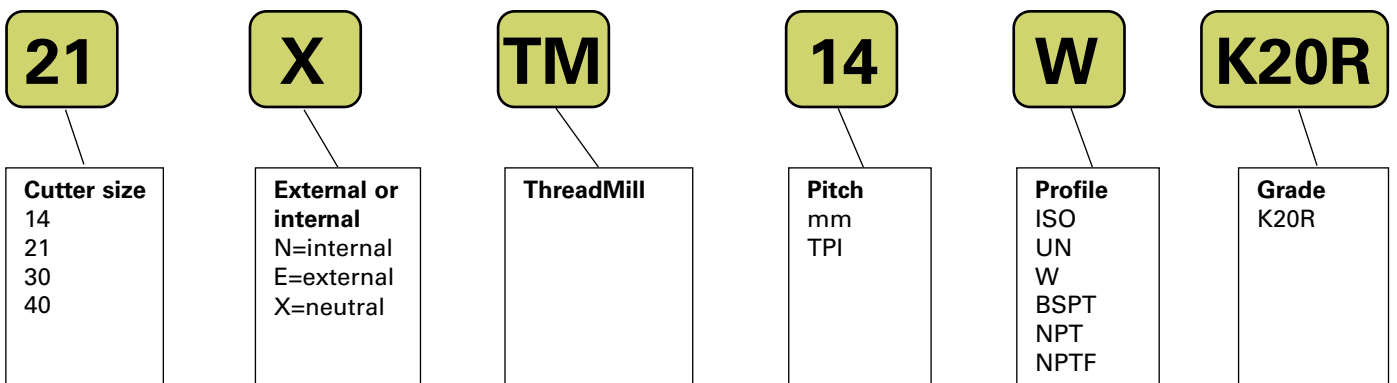 21 X TM 14 W K20R
Cutter size
14
21
30
40
External or
internal
N=internal
E=external
X=neutral
ThreadMill
Pitch
mm
TPI
Profile
ISO
UN
W
BSPT
NPT
NPTF
Grade
K20R